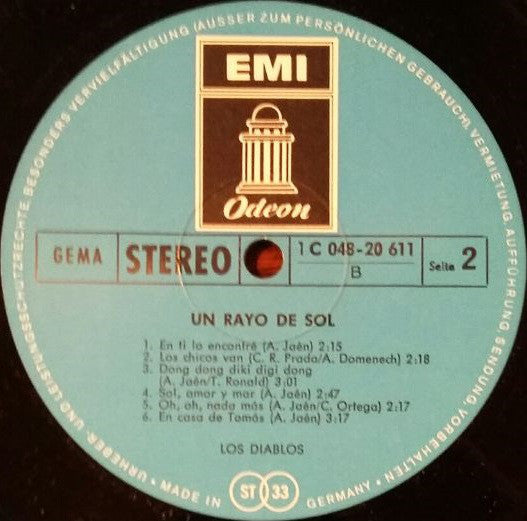 EMI
Odeon
GEMA
STEREO
1 C 048-20 611
B
Seite 2
UN RAYO DE SOL
1. En ti lo encontré (A. Jaén) 2:15
2. Los chicos van (C. R. Prada/A. Domenech) 2:18
3. Dong dong diki digi dong
(A. Jaén/T. Ronald) 3:01
4. Sol, amor y mar (A. Jaén) 2:47
5. Oh, oh, nada más (A. Jaén/C. Ortega) 2:17
6. En casa de Tomás (A. Jaén) 3:17
LOS DIABLOS
URHEBER- UND LEISTUNGSSCHUTZRECHTE, BESONDERS VERVIELFÄLTIGUNG (AUSSER ZUM PERSÖNLICHEN GEBRAUCH), VERMIETUNG, AUFFÜHRUNG, SENDUNG, VORBEHALTEN
• MADE IN ST 33 GERMANY •